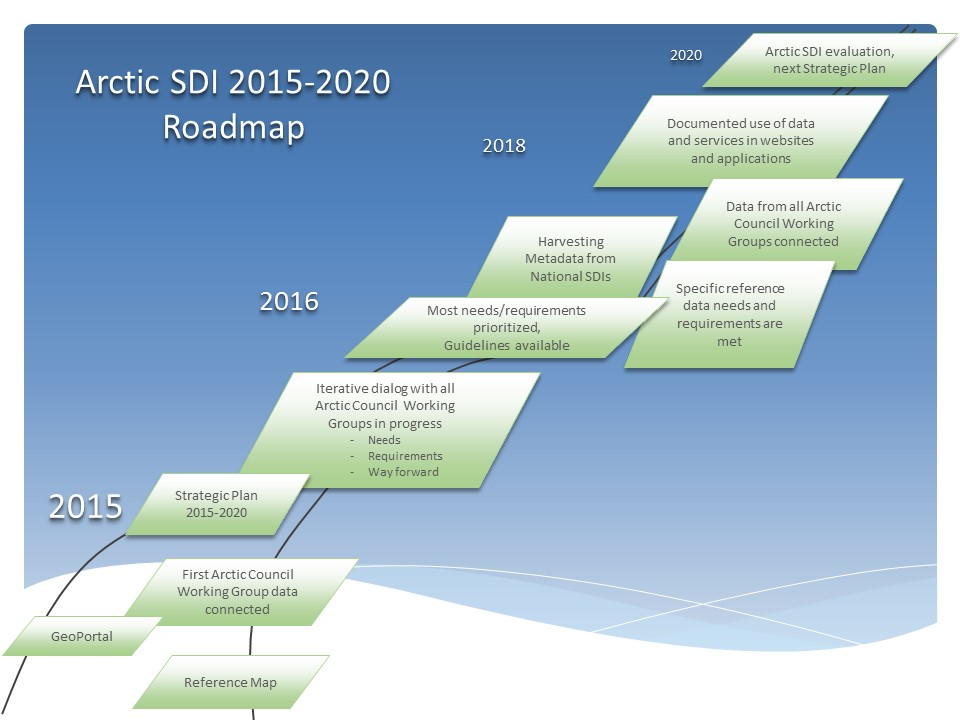 Arctic SDI 2015-2020
Roadmap
2020
Arctic SDI evaluation,
next Strategic Plan
2018
Documented use of data
and services in websites
and applications
Data from all Arctic
Council Working
Groups connected
Harvesting
Metadata from
National SDIs
Specific reference
data needs and
requirements are
met
2016
Most needs/requirements
prioritized,
Guidelines available
Iterative dialog with all
Arctic Council Working
Groups in progress
- Needs
- Requirements
- Way forward
2015
Strategic Plan
2015-2020
First Arctic Council
Working Group data
connected
GeoPortal
Reference Map